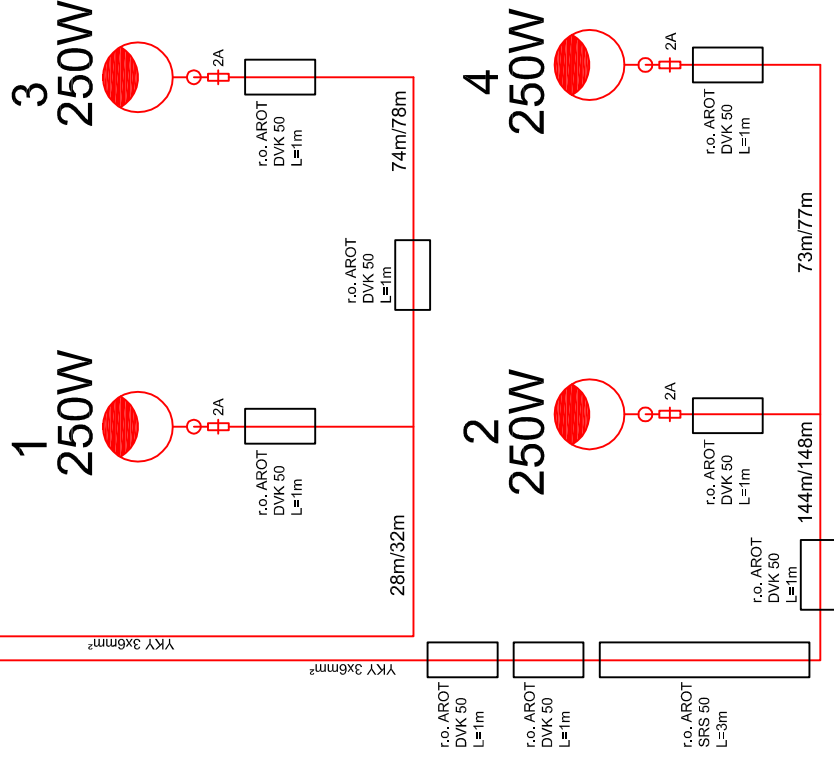 3
250W
2A
r.o. AROT
DVK 50
L=1m
74m/78m
r.o. AROT
DVK 50
L=1m
1
250W
2A
r.o. AROT
DVK 50
L=1m
28m/32m
YKY 3x6mm²
YKY 3x6mm²
4
250W
2A
r.o. AROT
DVK 50
L=1m
73m/77m
2
250W
2A
r.o. AROT
DVK 50
L=1m
144m/148m
r.o. AROT
DVK 50
L=1m
r.o. AROT
DVK 50
L=1m
r.o. AROT
DVK 50
L=1m
r.o. AROT
SRS 50
L=3m